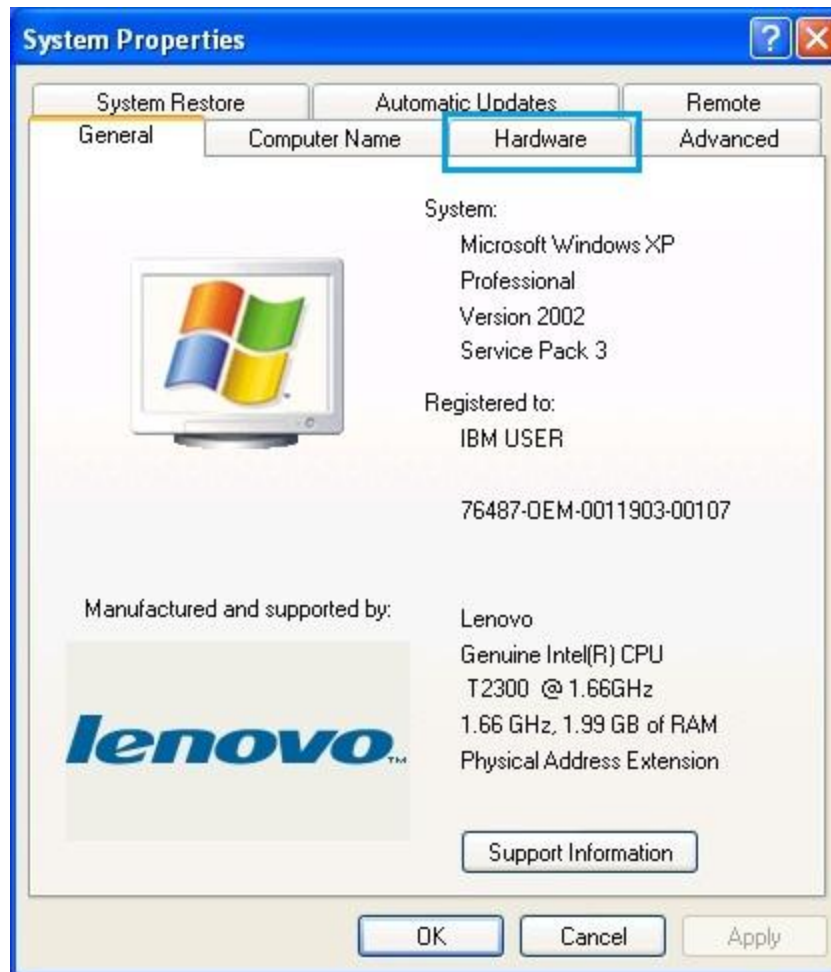 System Properties
System Restore Automatic Updates Remote
General Computer Name Hardware Advanced
System:
Microsoft Windows XP
Professional
Version 2002
Service Pack 3
Registered to:
IBM USER
76487-OEM-0011903-00107
Manufactured and supported by:
lenovo™
Lenovo
Genuine Intel(R) CPU
T2300 @ 1.66GHz
1.66 GHz, 1.99 GB of RAM
Physical Address Extension
Support Information
OK Cancel Apply